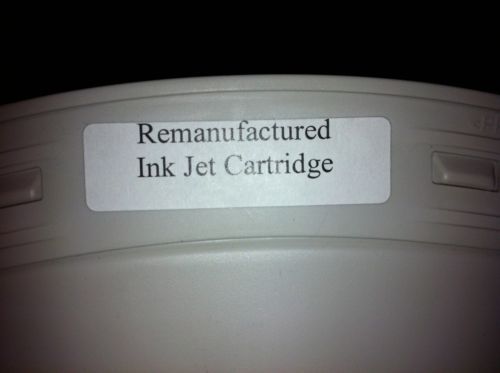 Remanufactured
Ink Jet Cartridge